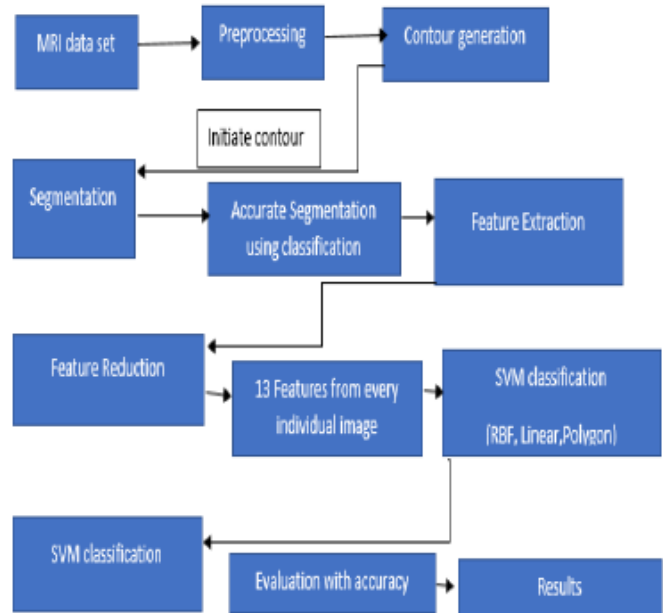 MRI data set
Preprocessing
Contour generation
Initiate contour
Segmentation
Accurate Segmentation
using classification
Feature Extraction
Feature Reduction
13 Features from every
individual image
SVM classification
(RBF, Linear,Polygon)
SVM classification
Evaluation with accuracy
Results